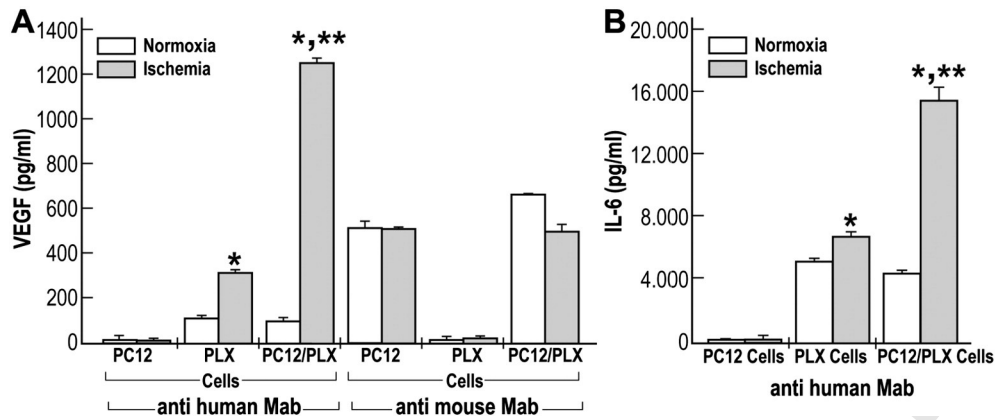 A
VEGF (pg/ml)
1400
1200
1000
800
600
400
200
0
Normoxia
Ischemia
*
*,**
PC12 PLX PC12/PLX PC12 PLX PC12/PLX
Cells Cells
anti human Mab anti mouse Mab
B
IL-6 (pg/ml)
20.000
16.000
12.000
8.000
4.000
0
Normoxia
Ischemia
*
*,**
PC12 Cells PLX Cells PC12/PLX Cells
anti human Mab